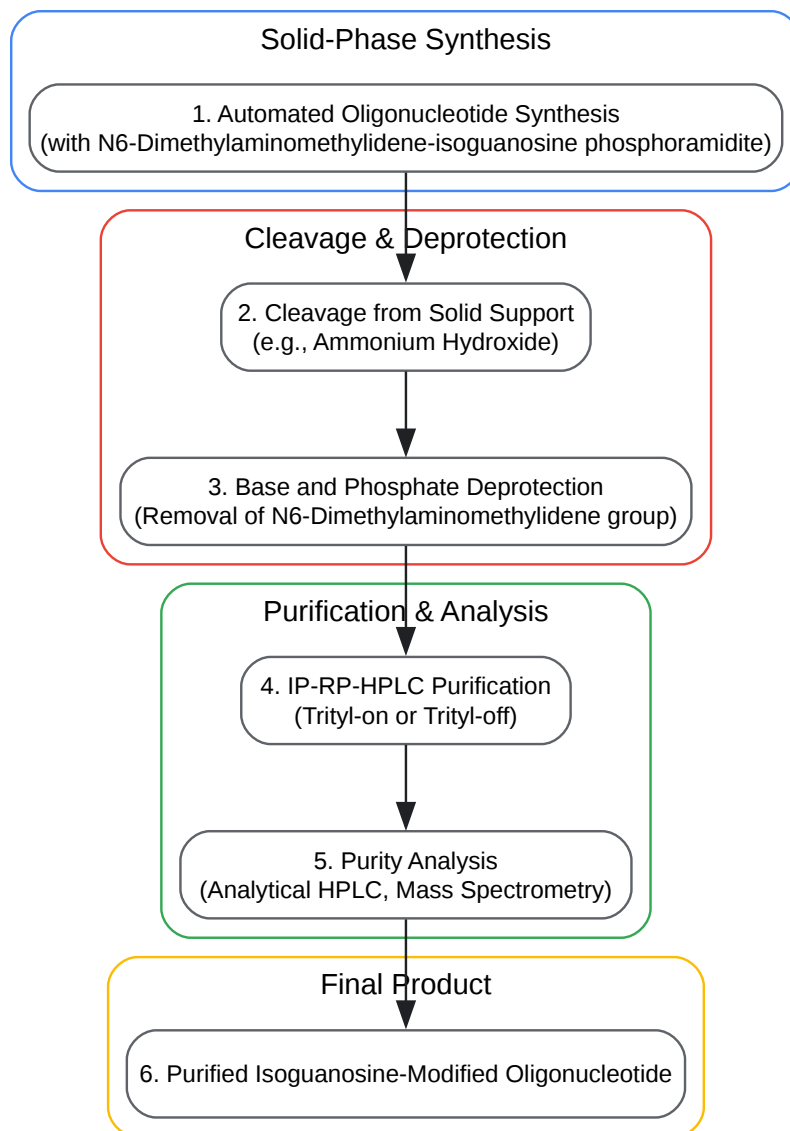 Solid-Phase Synthesis
1. Automated Oligonucleotide Synthesis
(with N6-Dimethylaminomethylidene-isoguanosine phosphoramidite)
Cleavage & Deprotection
2. Cleavage from Solid Support
(e.g., Ammonium Hydroxide)
3. Base and Phosphate Deprotection
(Removal of N6-Dimethylaminomethylidene group)
Purification & Analysis
4. IP-RP-HPLC Purification
(Trityl-on or Trityl-off)
5. Purity Analysis
(Analytical HPLC, Mass Spectrometry)
Final Product
6. Purified Isoguanosine-Modified Oligonucleotide